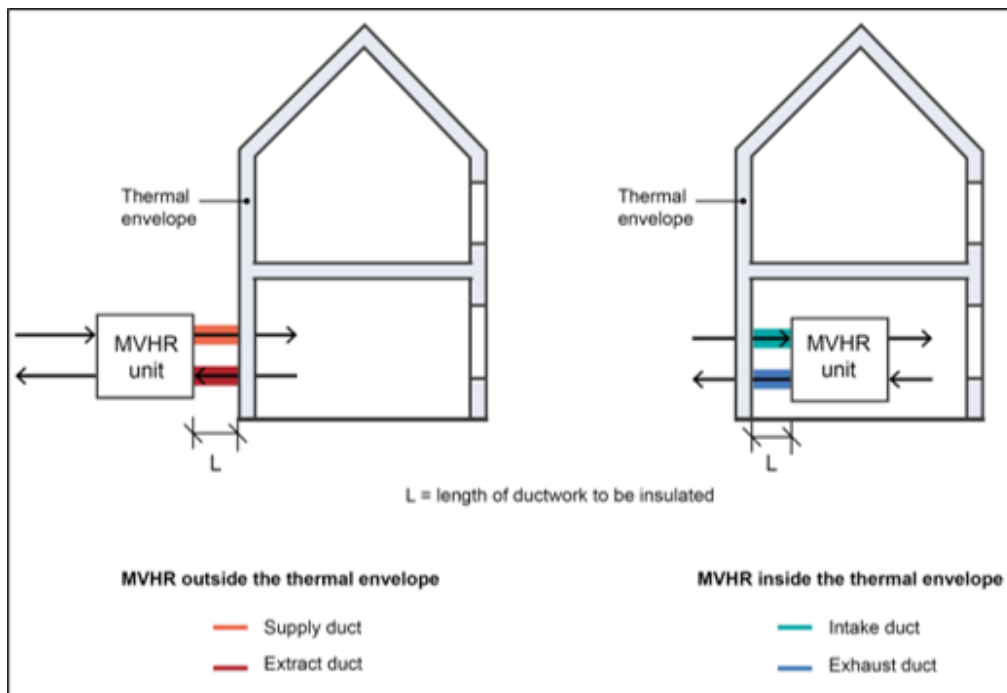 Thermal
envelope
MVHR
unit
L
Thermal
envelope
MVHR
unit
L
L = length of ductwork to be insulated
MVHR outside the thermal envelope
Supply duct
Extract duct
MVHR inside the thermal envelope
Intake duct
Exhaust duct